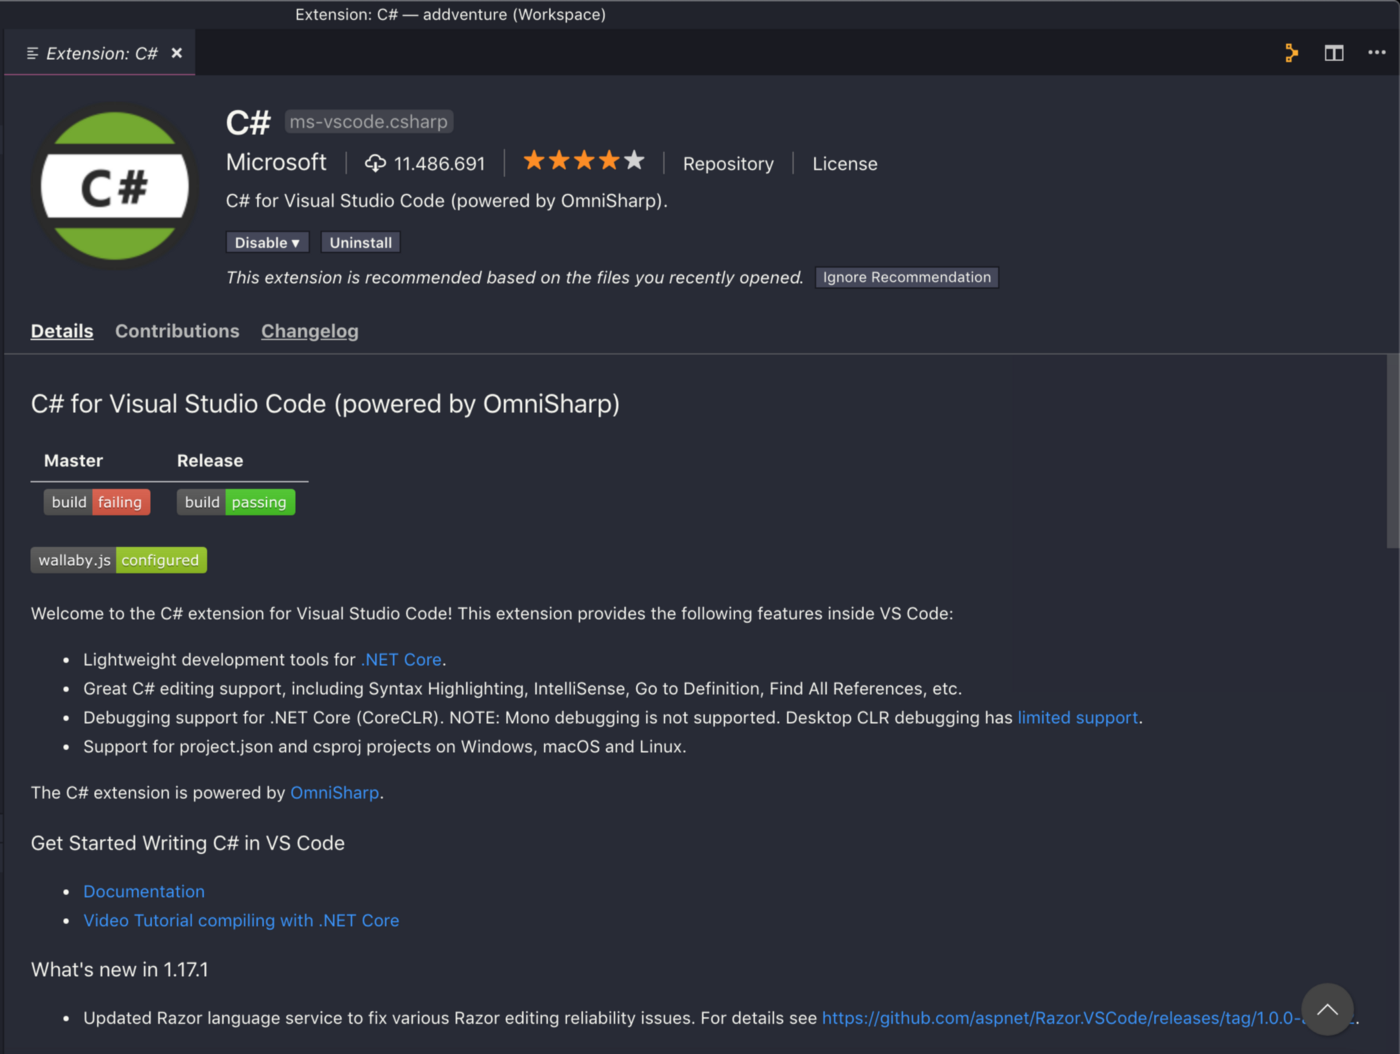 Extension: C# — addventure (Workspace)
Extension: C#
C#
C# ms-vscode.csharp
Microsoft 11.486.691 Repository License
C# for Visual Studio Code (powered by OmniSharp).
Disable Uninstall
This extension is recommended based on the files you recently opened. Ignore Recommendation
Details Contributions Changelog
C# for Visual Studio Code (powered by OmniSharp)
Master Release
build failing build passing
wallaby.js configured
Welcome to the C# extension for Visual Studio Code! This extension provides the following features inside VS Code:
• Lightweight development tools for .NET Core.
• Great C# editing support, including Syntax Highlighting, IntelliSense, Go to Definition, Find All References, etc.
• Debugging support for .NET Core (CoreCLR). NOTE: Mono debugging is not supported. Desktop CLR debugging has limited support.
• Support for project.json and csproj projects on Windows, macOS and Linux.
The C# extension is powered by OmniSharp.
Get Started Writing C# in VS Code
• Documentation
• Video Tutorial compiling with .NET Core
What's new in 1.17.1
• Updated Razor language service to fix various Razor editing reliability issues. For details see https://github.com/aspnet/Razor.VSCode/releases/tag/1.0.0-